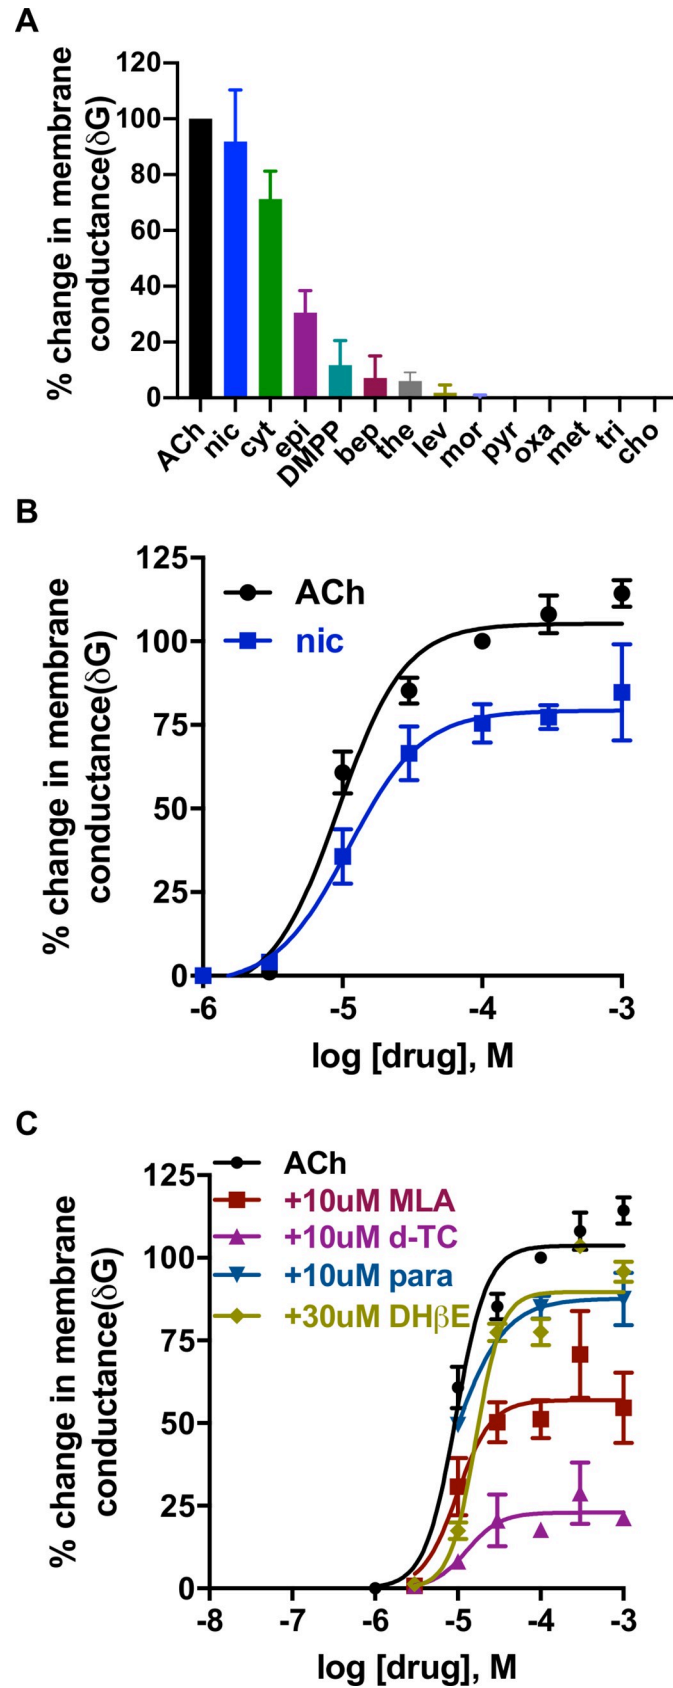 A
% change in membrane
conductance(δG)
120
100
80
60
40
20
0
ACh nic cyt epi DMPP bep the lev mor pyr oxa met tri cho
B
% change in membrane
conductance(δG)
125
100
75
50
25
0
ACh
nic
-6 -5 -4 -3
log [drug], M
C
% change in membrane
conductance(δG)
125
100
75
50
25
0
ACh
+10uM MLA
+10uM d-TC
+10uM para
+30uM DHβE
-8 -7 -6 -5 -4 -3
log [drug], M